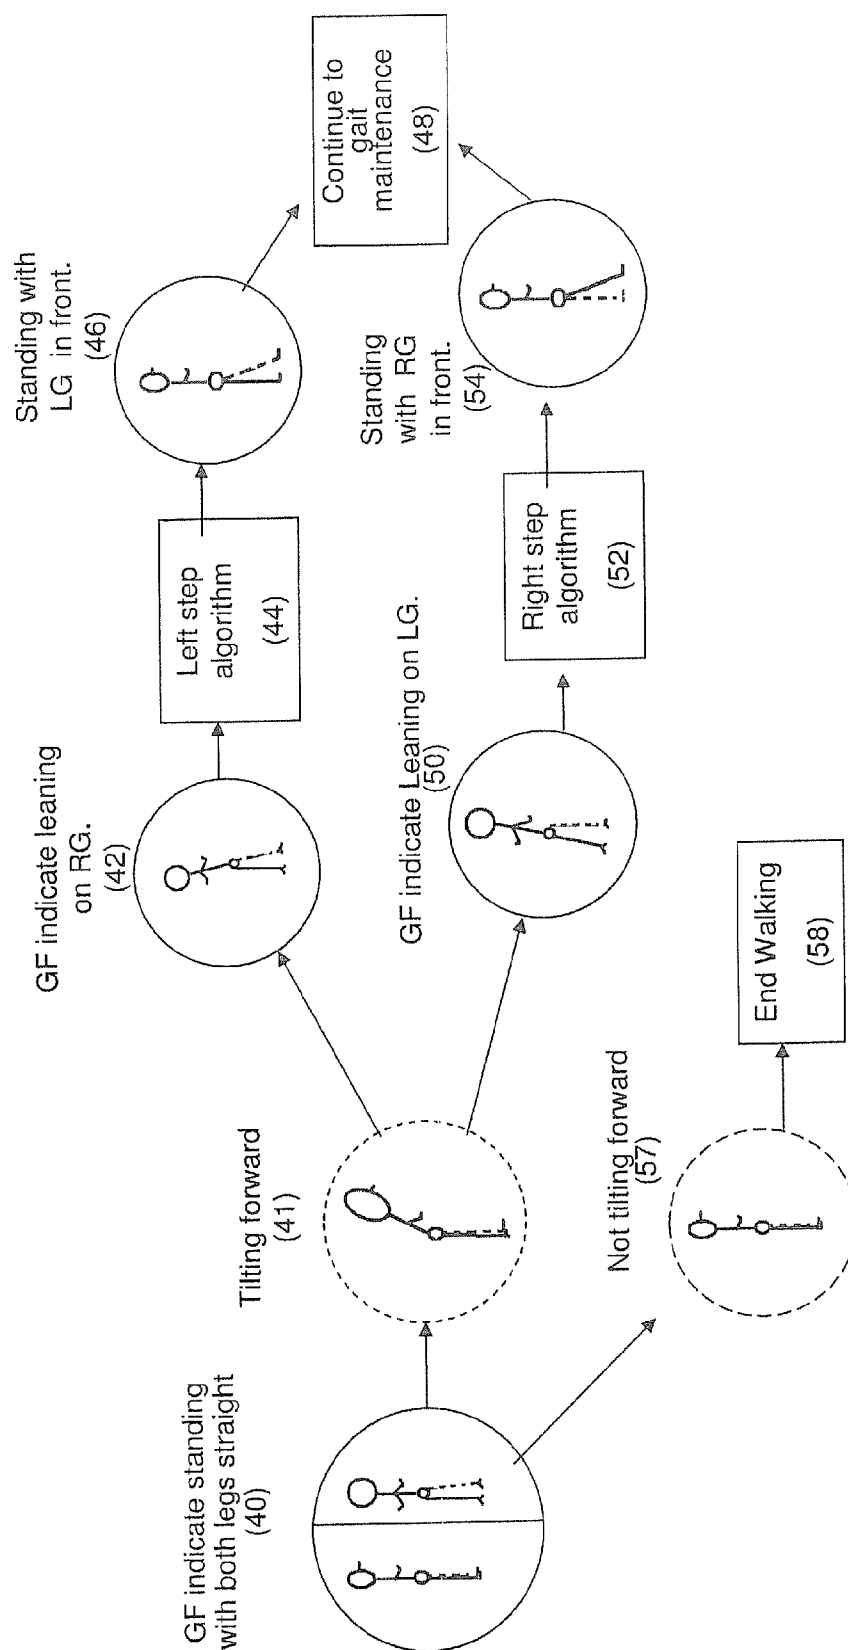 GF indicate standing
with both legs straight
(40)
Tilting forward
(41)
Not tilting forward
(57)
GF indicate leaning
on RG.
(42)
GF indicate Leaning on LG.
(50)
End Walking
(58)
Left step
algorithm
(44)
Right step
algorithm
(52)
Standing with
LG in front.
(46)
Standing
with RG
in front.
(54)
Continue to
gait
maintenance
(48)